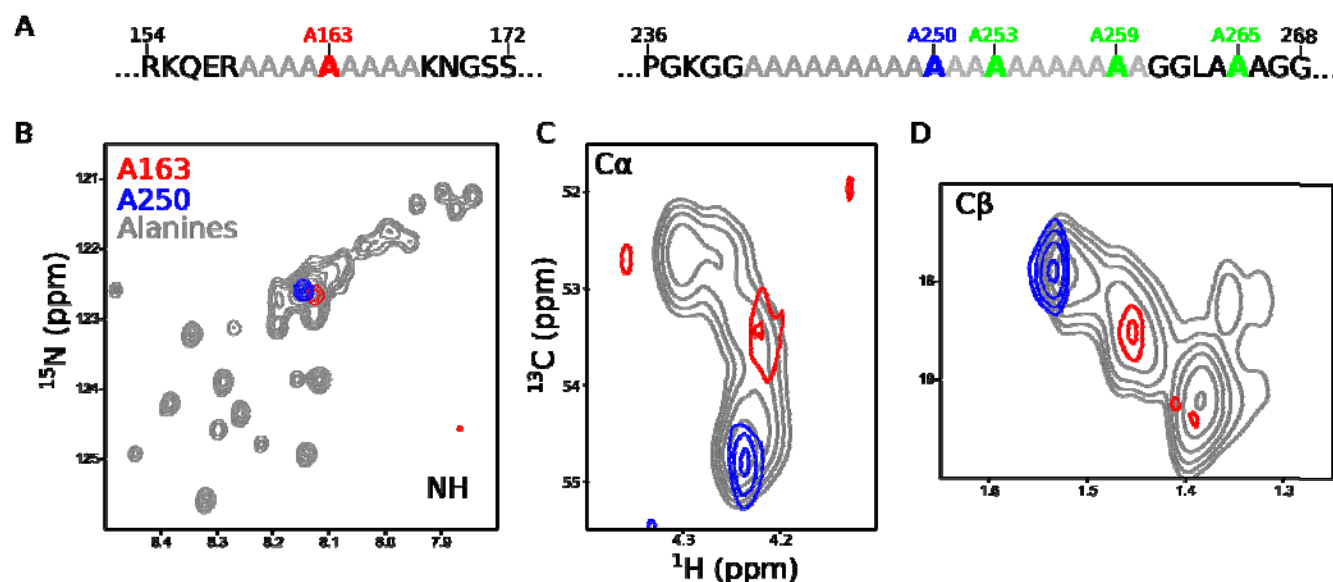 A
154 A163 172
...RKQERAAAAAAAAAKNGSS...
236 A250 A253 A259 A265 268
...PGKGGAAAAAAAAAAAAAAAAAAAAGGLAAAGG...
B
A163
A250
Alanines
NH
121
122
123
124
125
15N (ppm)
8.4 8.3 8.2 8.1 8.0 7.9
C
Cα
52
53
54
55
13C (ppm)
4.3 4.2
1H (ppm)
D
Cβ
18
19
1.6 1.5 1.4 1.3